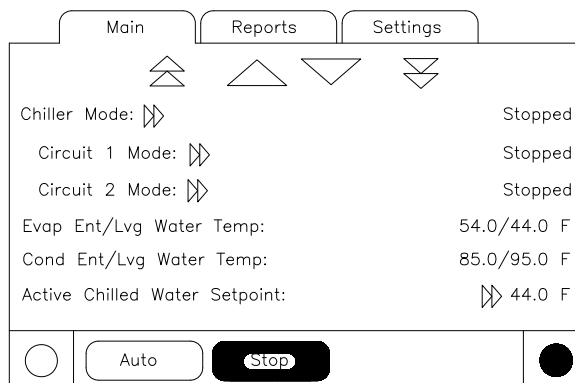 Main Reports Settings
Chiller Mode: Stopped
Circuit 1 Mode: Stopped
Circuit 2 Mode: Stopped
Evap Ent/Lvg Water Temp: 54.0/44.0 F
Cond Ent/Lvg Water Temp: 85.0/95.0 F
Active Chilled Water Setpoint: 44.0 F
Auto Stop